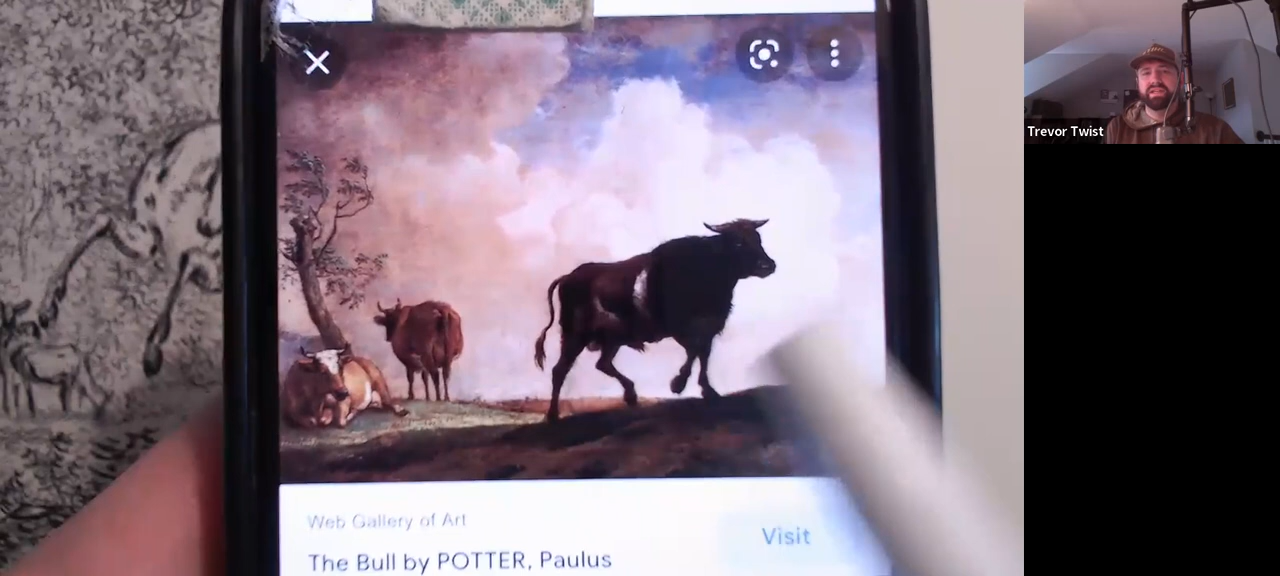 Trevor Twist
Web Gallery of Art
Visit
The Bull by POTTER, Paulus